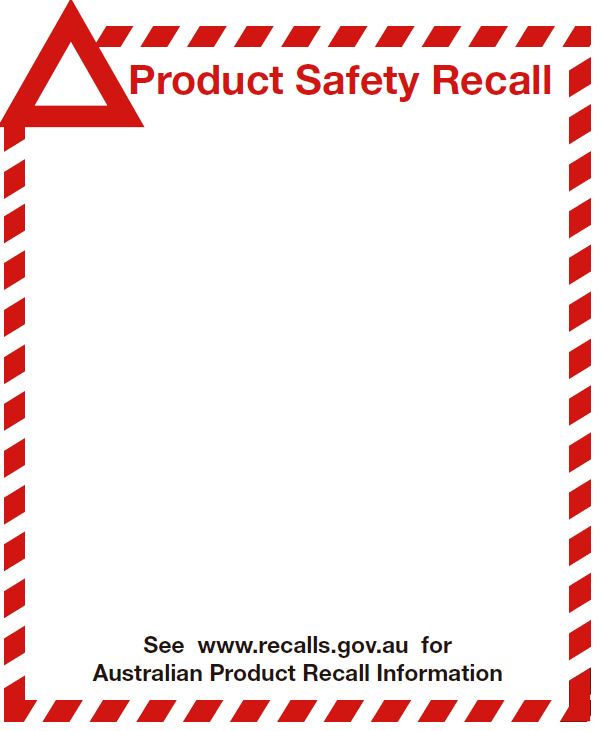 Product Safety Recall
See www.recalls.gov.au for
Australian Product Recall Information